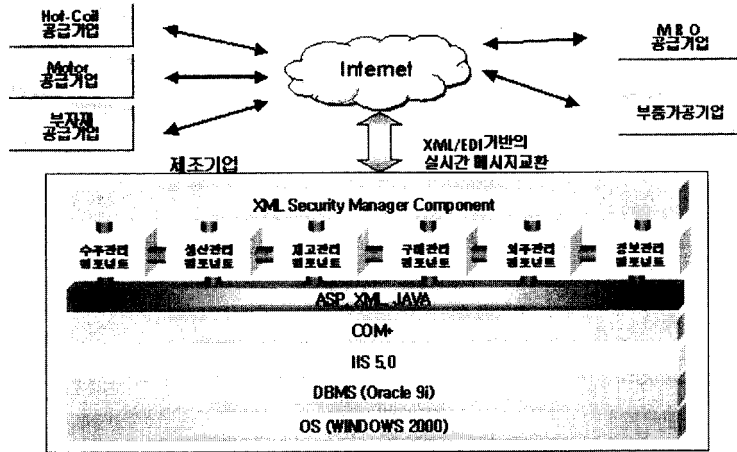 Hot-Coil
공급기업
Motor
공급기업
부자재
공급기업
Internet
M R O
공급기업
부품가공기업
XML/EDI기반의
실시간 메시지교환
제조기업
XML Security Manager Component
수주관리
컴포넌트
생산관리
컴포넌트
재고관리
컴포넌트
구매관리
컴포넌트
외주관리
컴포넌트
정보관리
컴포넌트
ASP, XML, JAVA
COM+
IIS 5.0
DBMS (Oracle 9i)
OS (WINDOWS 2000)